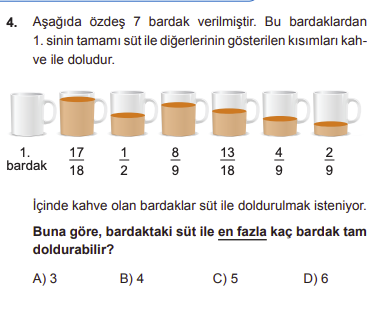 4. Aşağıda özdeş 7 bardak verilmiştir. Bu bardaklardan
1. sinin tamamı süt ile diğerlerinin gösterilen kısımları kah-
ve ile doludur.
1. bardak 17/18 1/2 8/9 13/18 4/9 2/9
İçinde kahve olan bardaklar süt ile doldurulmak isteniyor.
Buna göre, bardaktaki süt ile en fazla kaç bardak tam
doldurabilir?
A) 3 B) 4 C) 5 D) 6